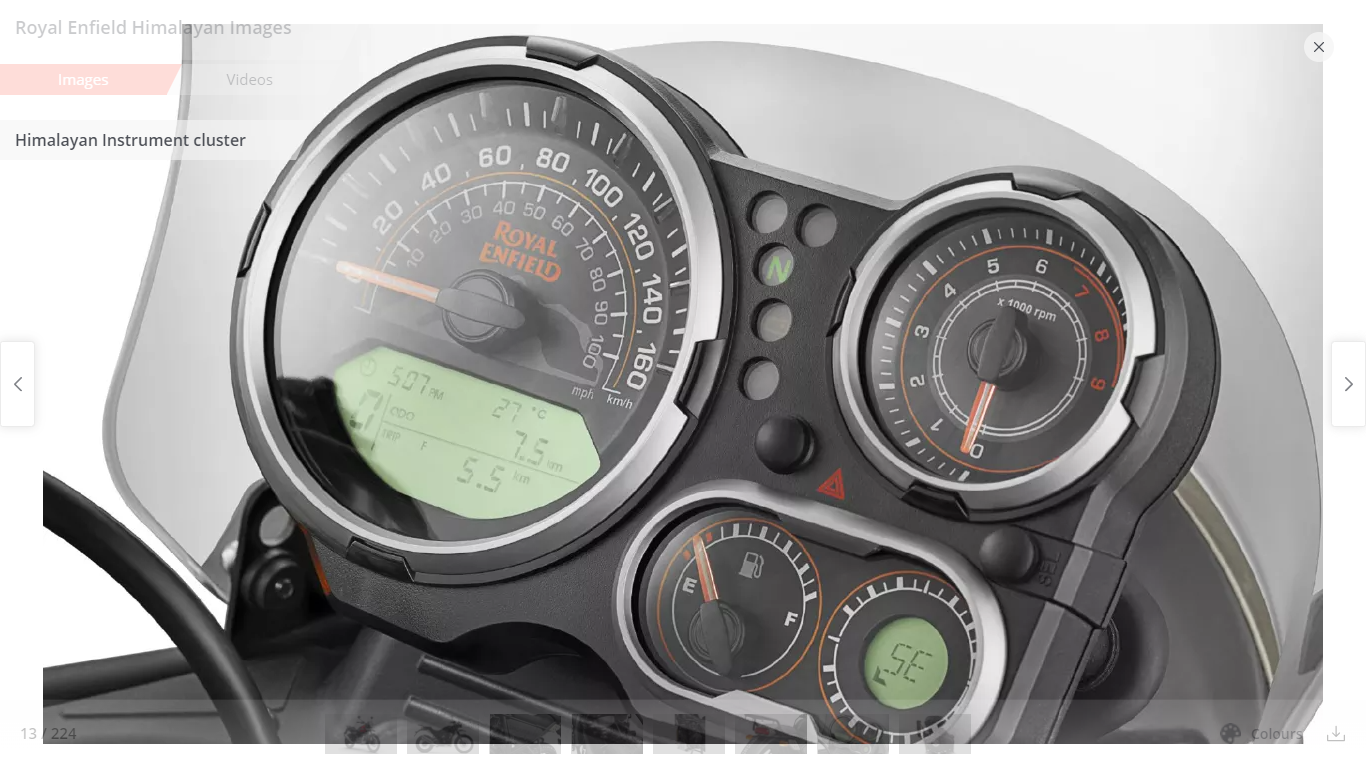 Royal Enfield Himalayan Images
Images
Videos
Himalayan Instrument cluster
0 20 40 60 80 100 120 140 160
10 20 30 40 50 60 70 80 90 100
ROYAL
ENFIELD
mph km/h
5:07 PM
27 °C
ODO 7.5 km
TRIP F 5.5 km
0
N
0 1 2 3 4 5 6 7 8 9
x 1000 rpm
SEL
E F
SE
13 / 224
Colours